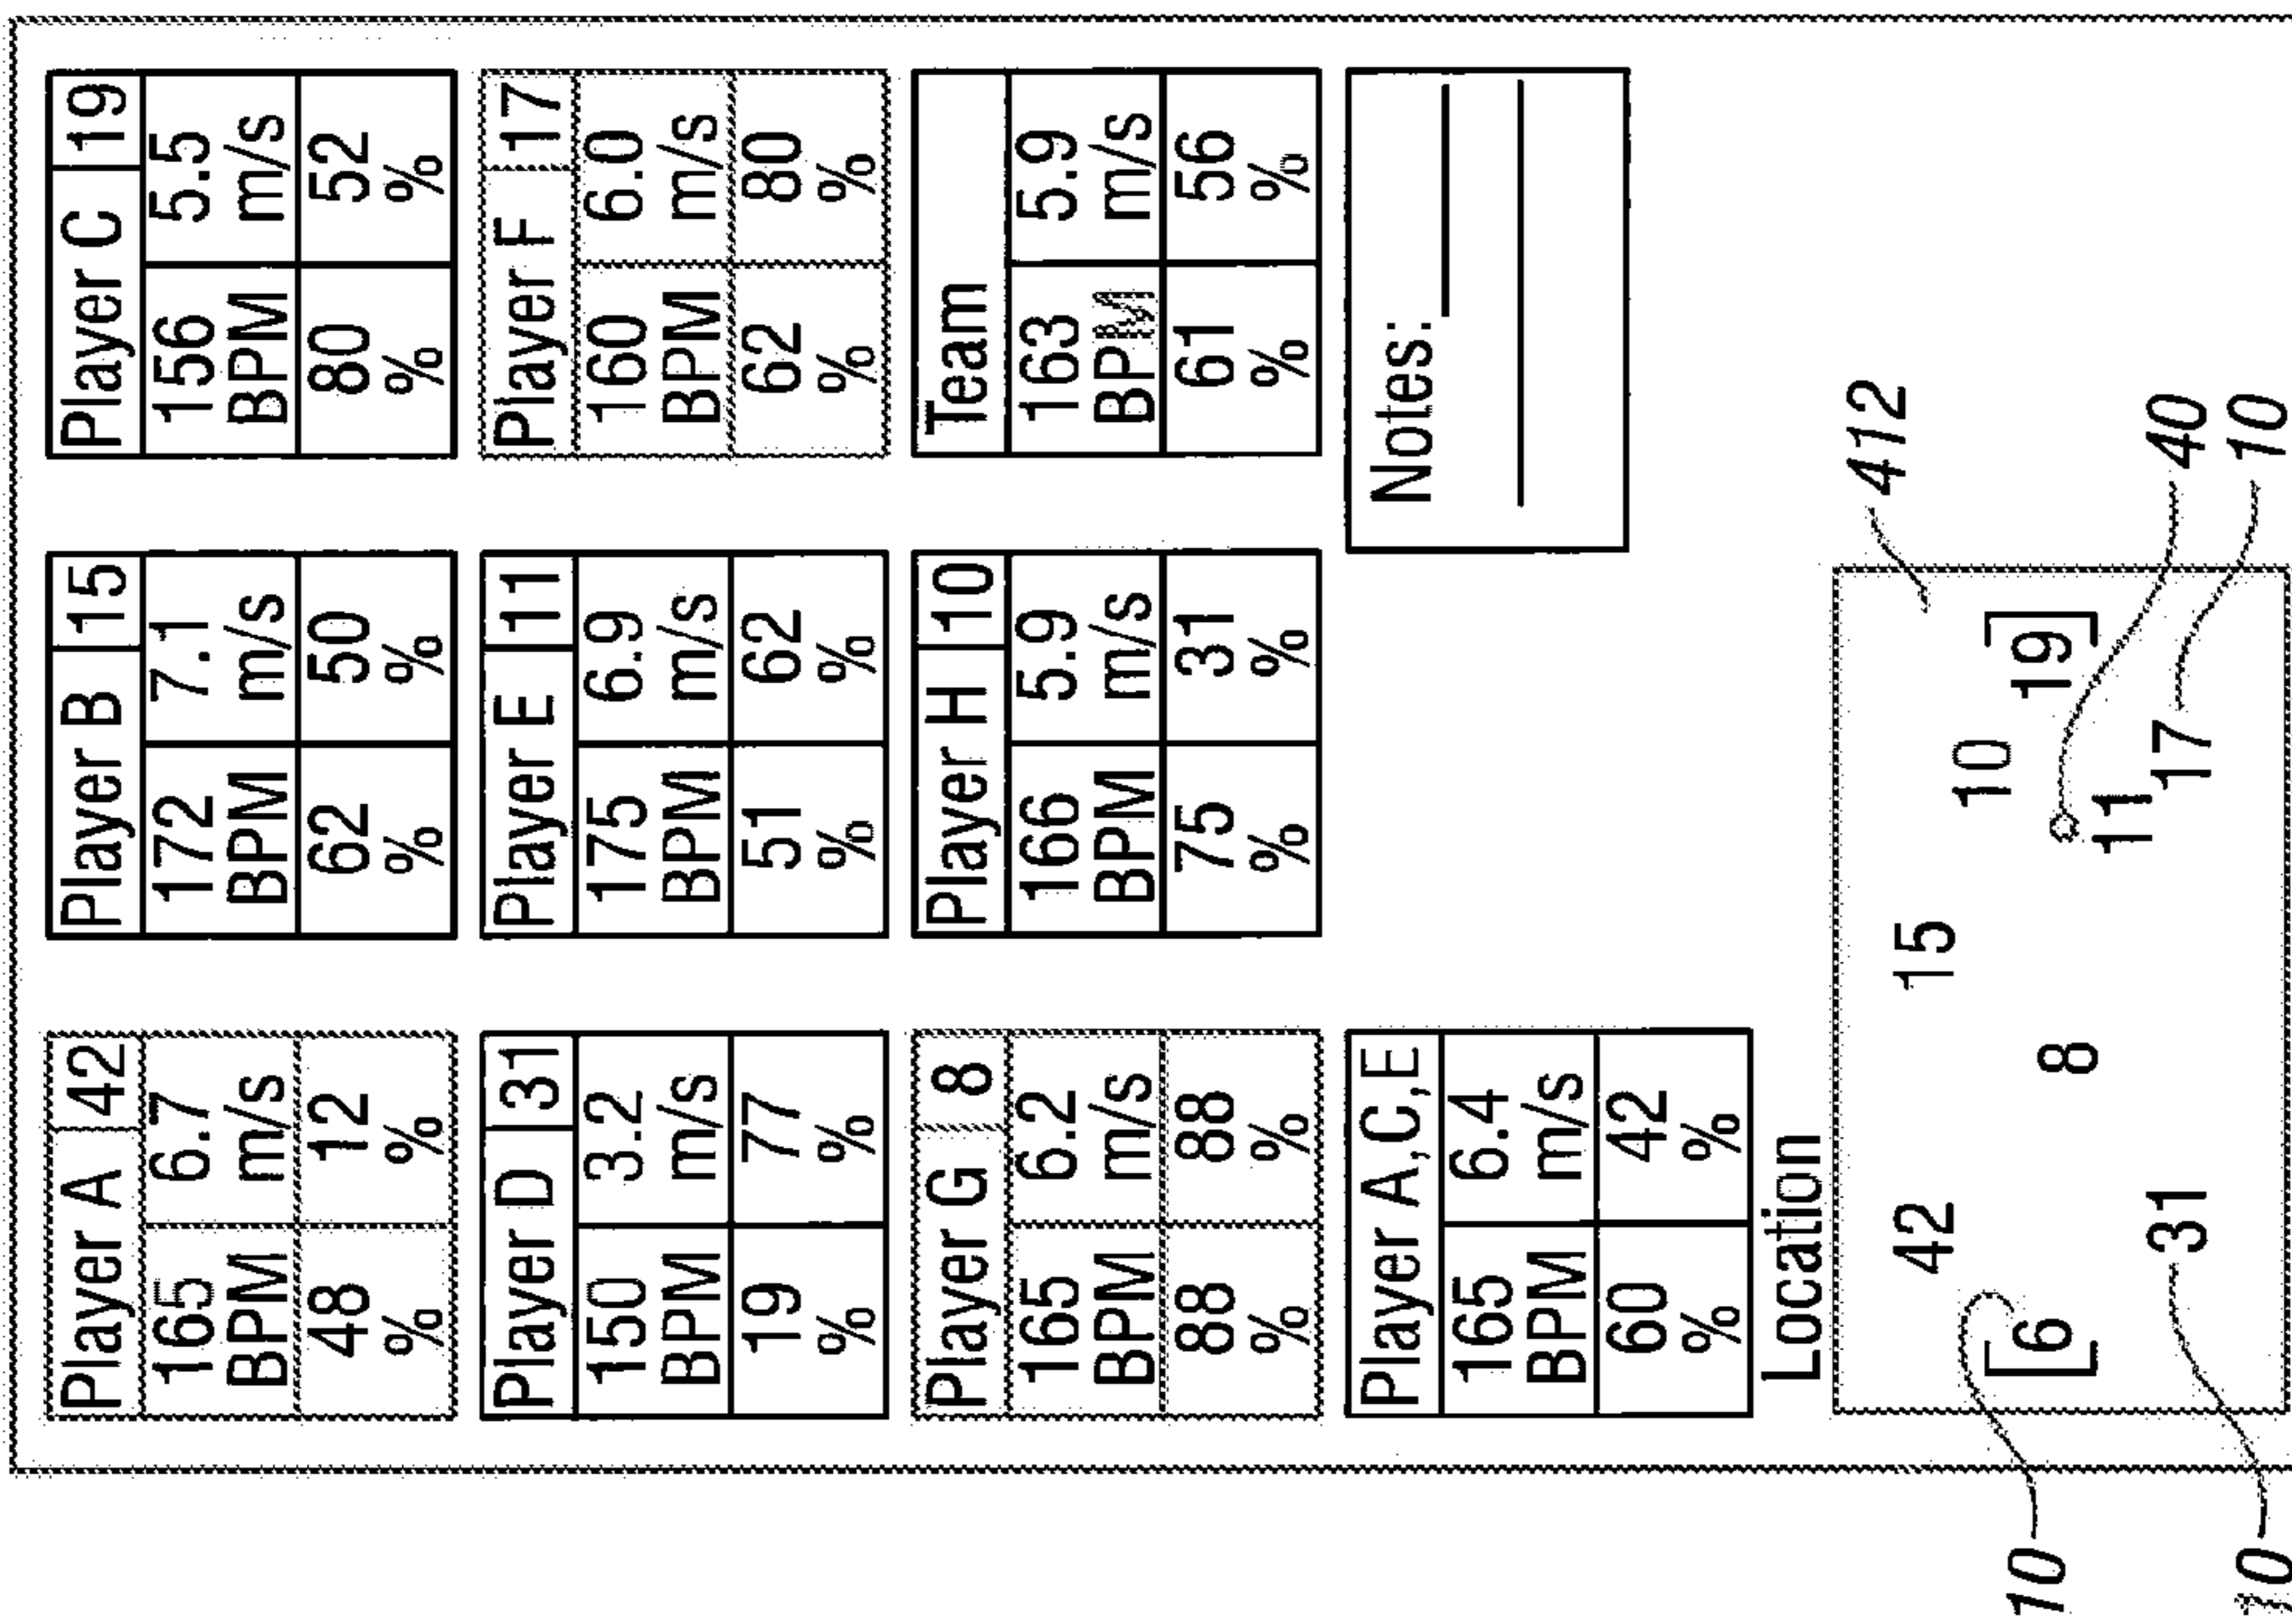 Player A 42
165 BPM 6.7 m/s
48 % 12 %
Player B 15
172 BPM 7.1 m/s
62 % 50 %
Player C 19
156 BPM 5.5 m/s
80 % 52 %
Player D 31
150 BPM 3.2 m/s
19 % 77 %
Player E 11
175 BPM 6.9 m/s
51 % 62 %
Player F 17
160 BPM 6.0 m/s
62 % 80 %
Player G 8
165 BPM 6.2 m/s
88 % 88 %
Player H 10
166 BPM 5.9 m/s
75 % 31 %
Team
163 BPM 5.9 m/s
61 % 56 %
Player A,C,E
165 BPM 6.4 m/s
60 % 42 %
Notes:
Location
412
42 15
10
10 [6 8 19]
11 40
31 17
10 10